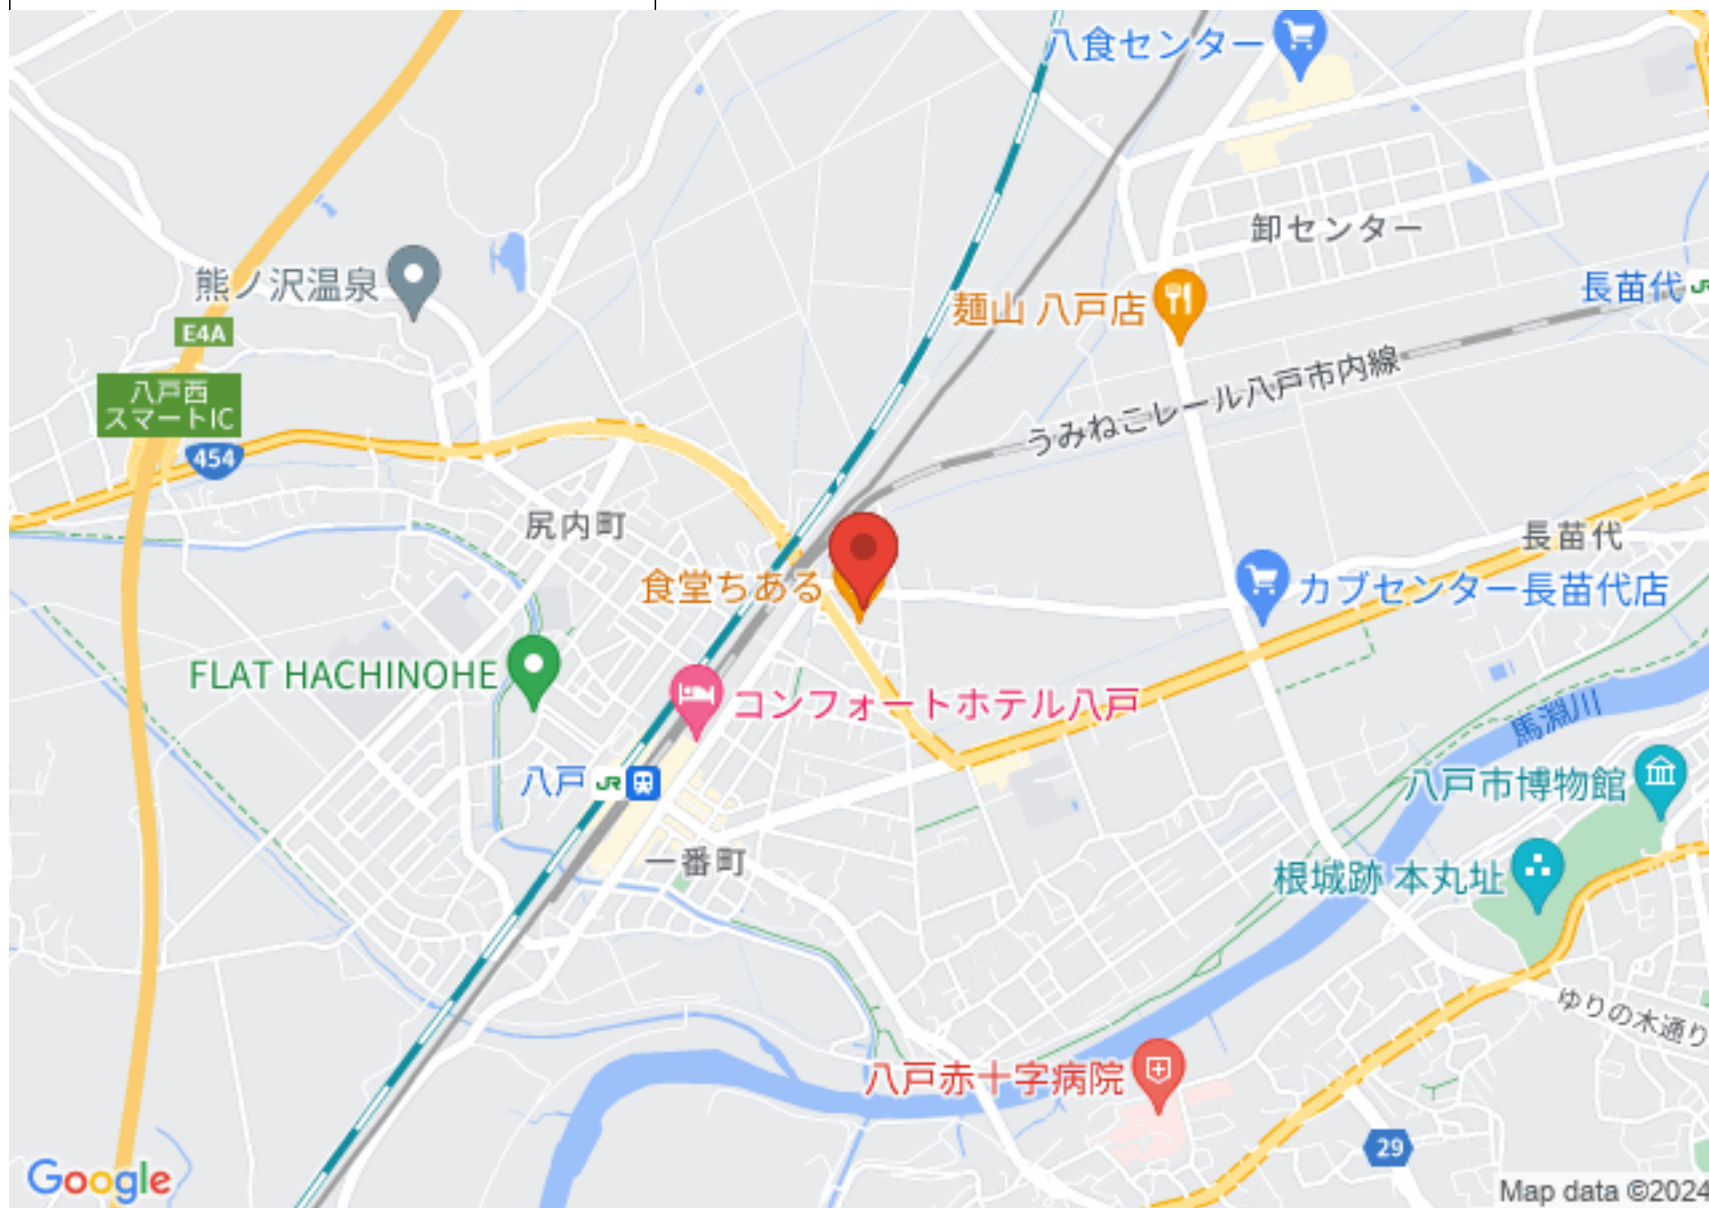 八食センター
卸センター
熊ノ沢温泉
長苗代 JR
麺山 八戸店
E4A
うみねこレール八戸市内線
八戸西
スマートIC
454
尻内町
長苗代
食堂ちある
カブセンター長苗代店
FLAT HACHINOHE
コンフォートホテル八戸
馬淵川
八戸 JR
八戸市博物館
一番町
根城跡 本丸址
ゆりの木通り
八戸赤十字病院
29
Google
Map data ©2024